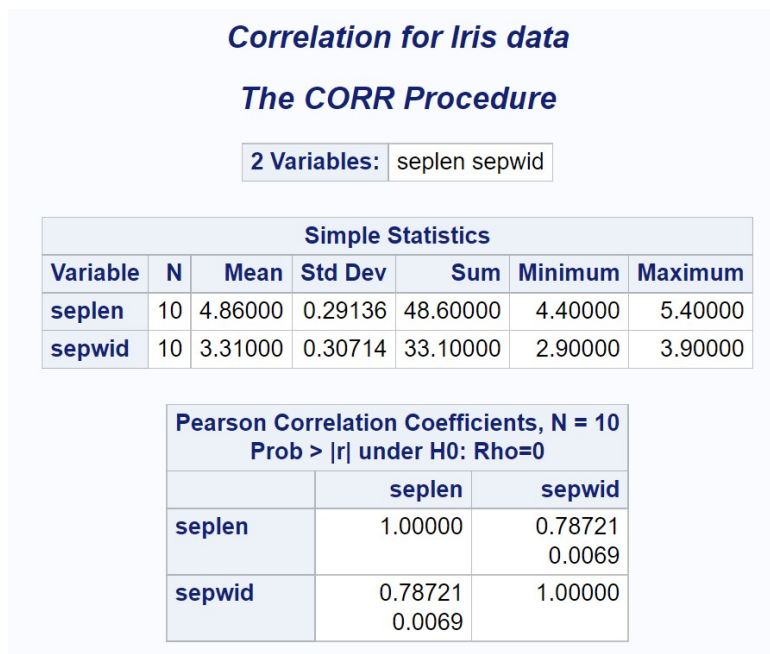 Correlation for Iris data
The CORR Procedure
2 Variables: seplen sepwid
Simple Statistics
Variable N Mean Std Dev Sum Minimum Maximum
seplen 10 4.86000 0.29136 48.60000 4.40000 5.40000
sepwid 10 3.31000 0.30714 33.10000 2.90000 3.90000
Pearson Correlation Coefficients, N = 10
Prob > |r| under H0: Rho=0
seplen sepwid
seplen 1.00000 0.78721
0.0069
sepwid 0.78721 1.00000
0.0069